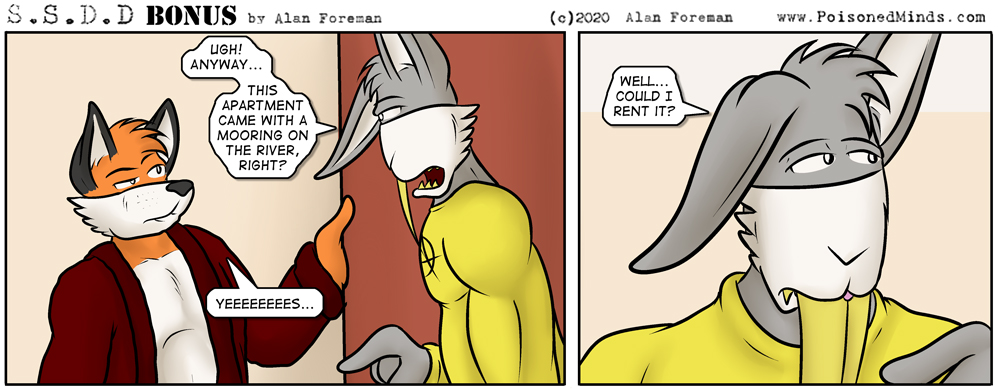 S.S.D.D BONUS by Alan Foreman (c)2020 Alan Foreman www.PoisonedMinds.com
UGH!
ANYWAY...
THIS
APARTMENT
CAME WITH A
MOORING ON
THE RIVER,
RIGHT?
YEEEEEEEES...
WELL...
COULD I
RENT IT?